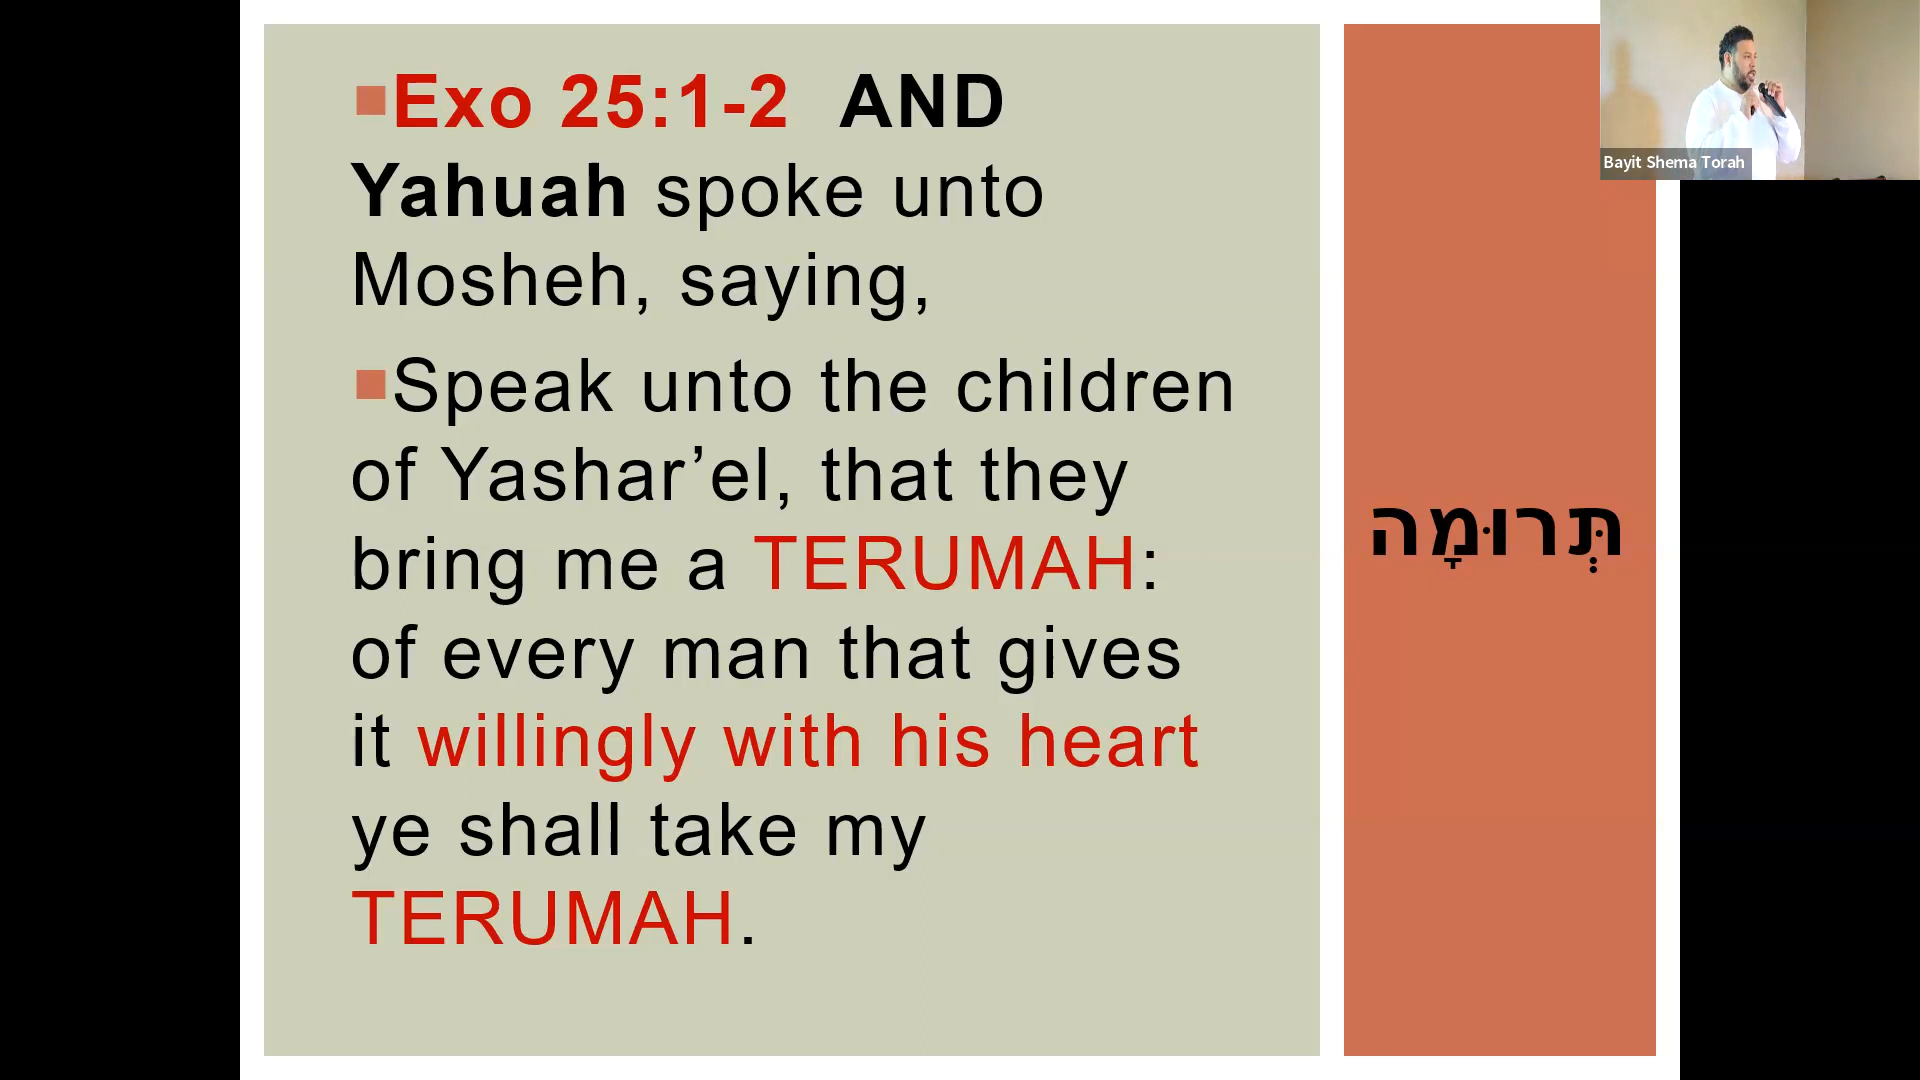 Exo 25:1-2 AND
Yahuah spoke unto
Mosheh, saying,
Speak unto the children
of Yashar’el, that they
bring me a TERUMAH:
of every man that gives
it willingly with his heart
ye shall take my
TERUMAH.
תְּרוּמָה
Bayit Shema Torah